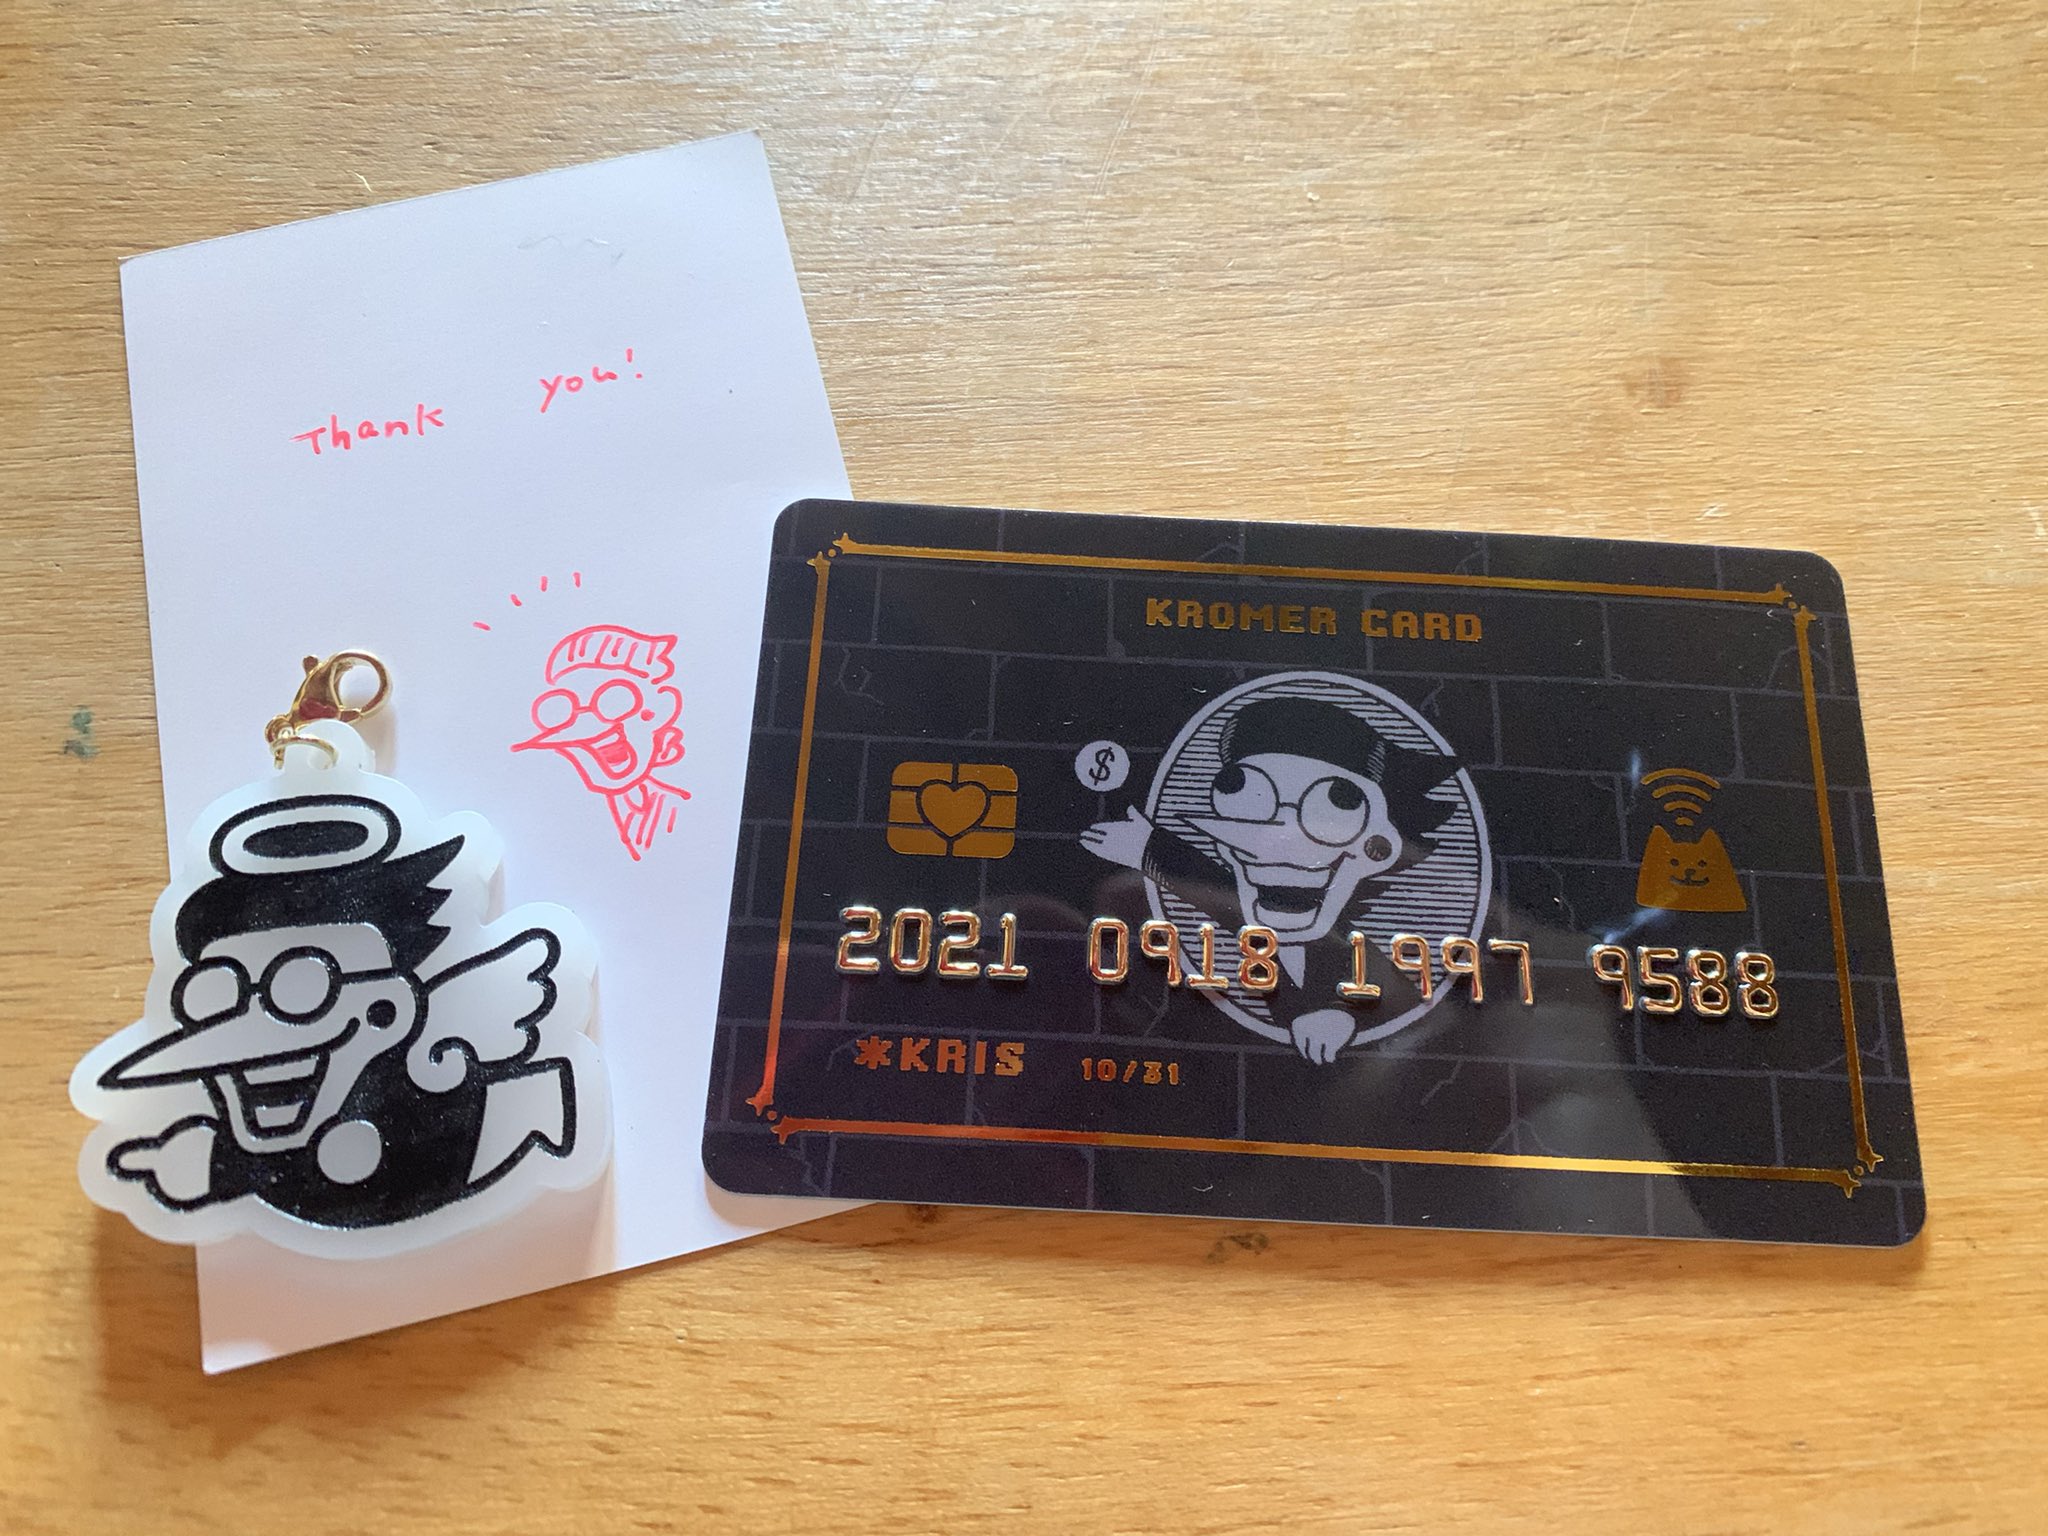 Thank you!
KROMER CARD
$
2021 0918 1997 9588
*KRIS 10/31